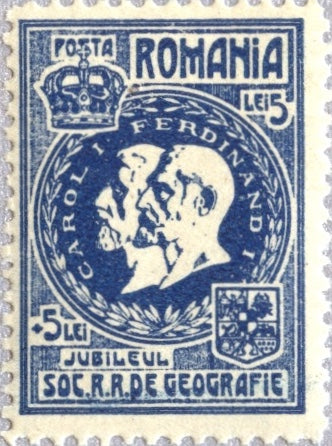 POSTA ROMANIA
LEI 5
CAROL I FERDINAND I
+5 LEI
JUBILEUL
SOC. R. R. DE GEOGRAFIE